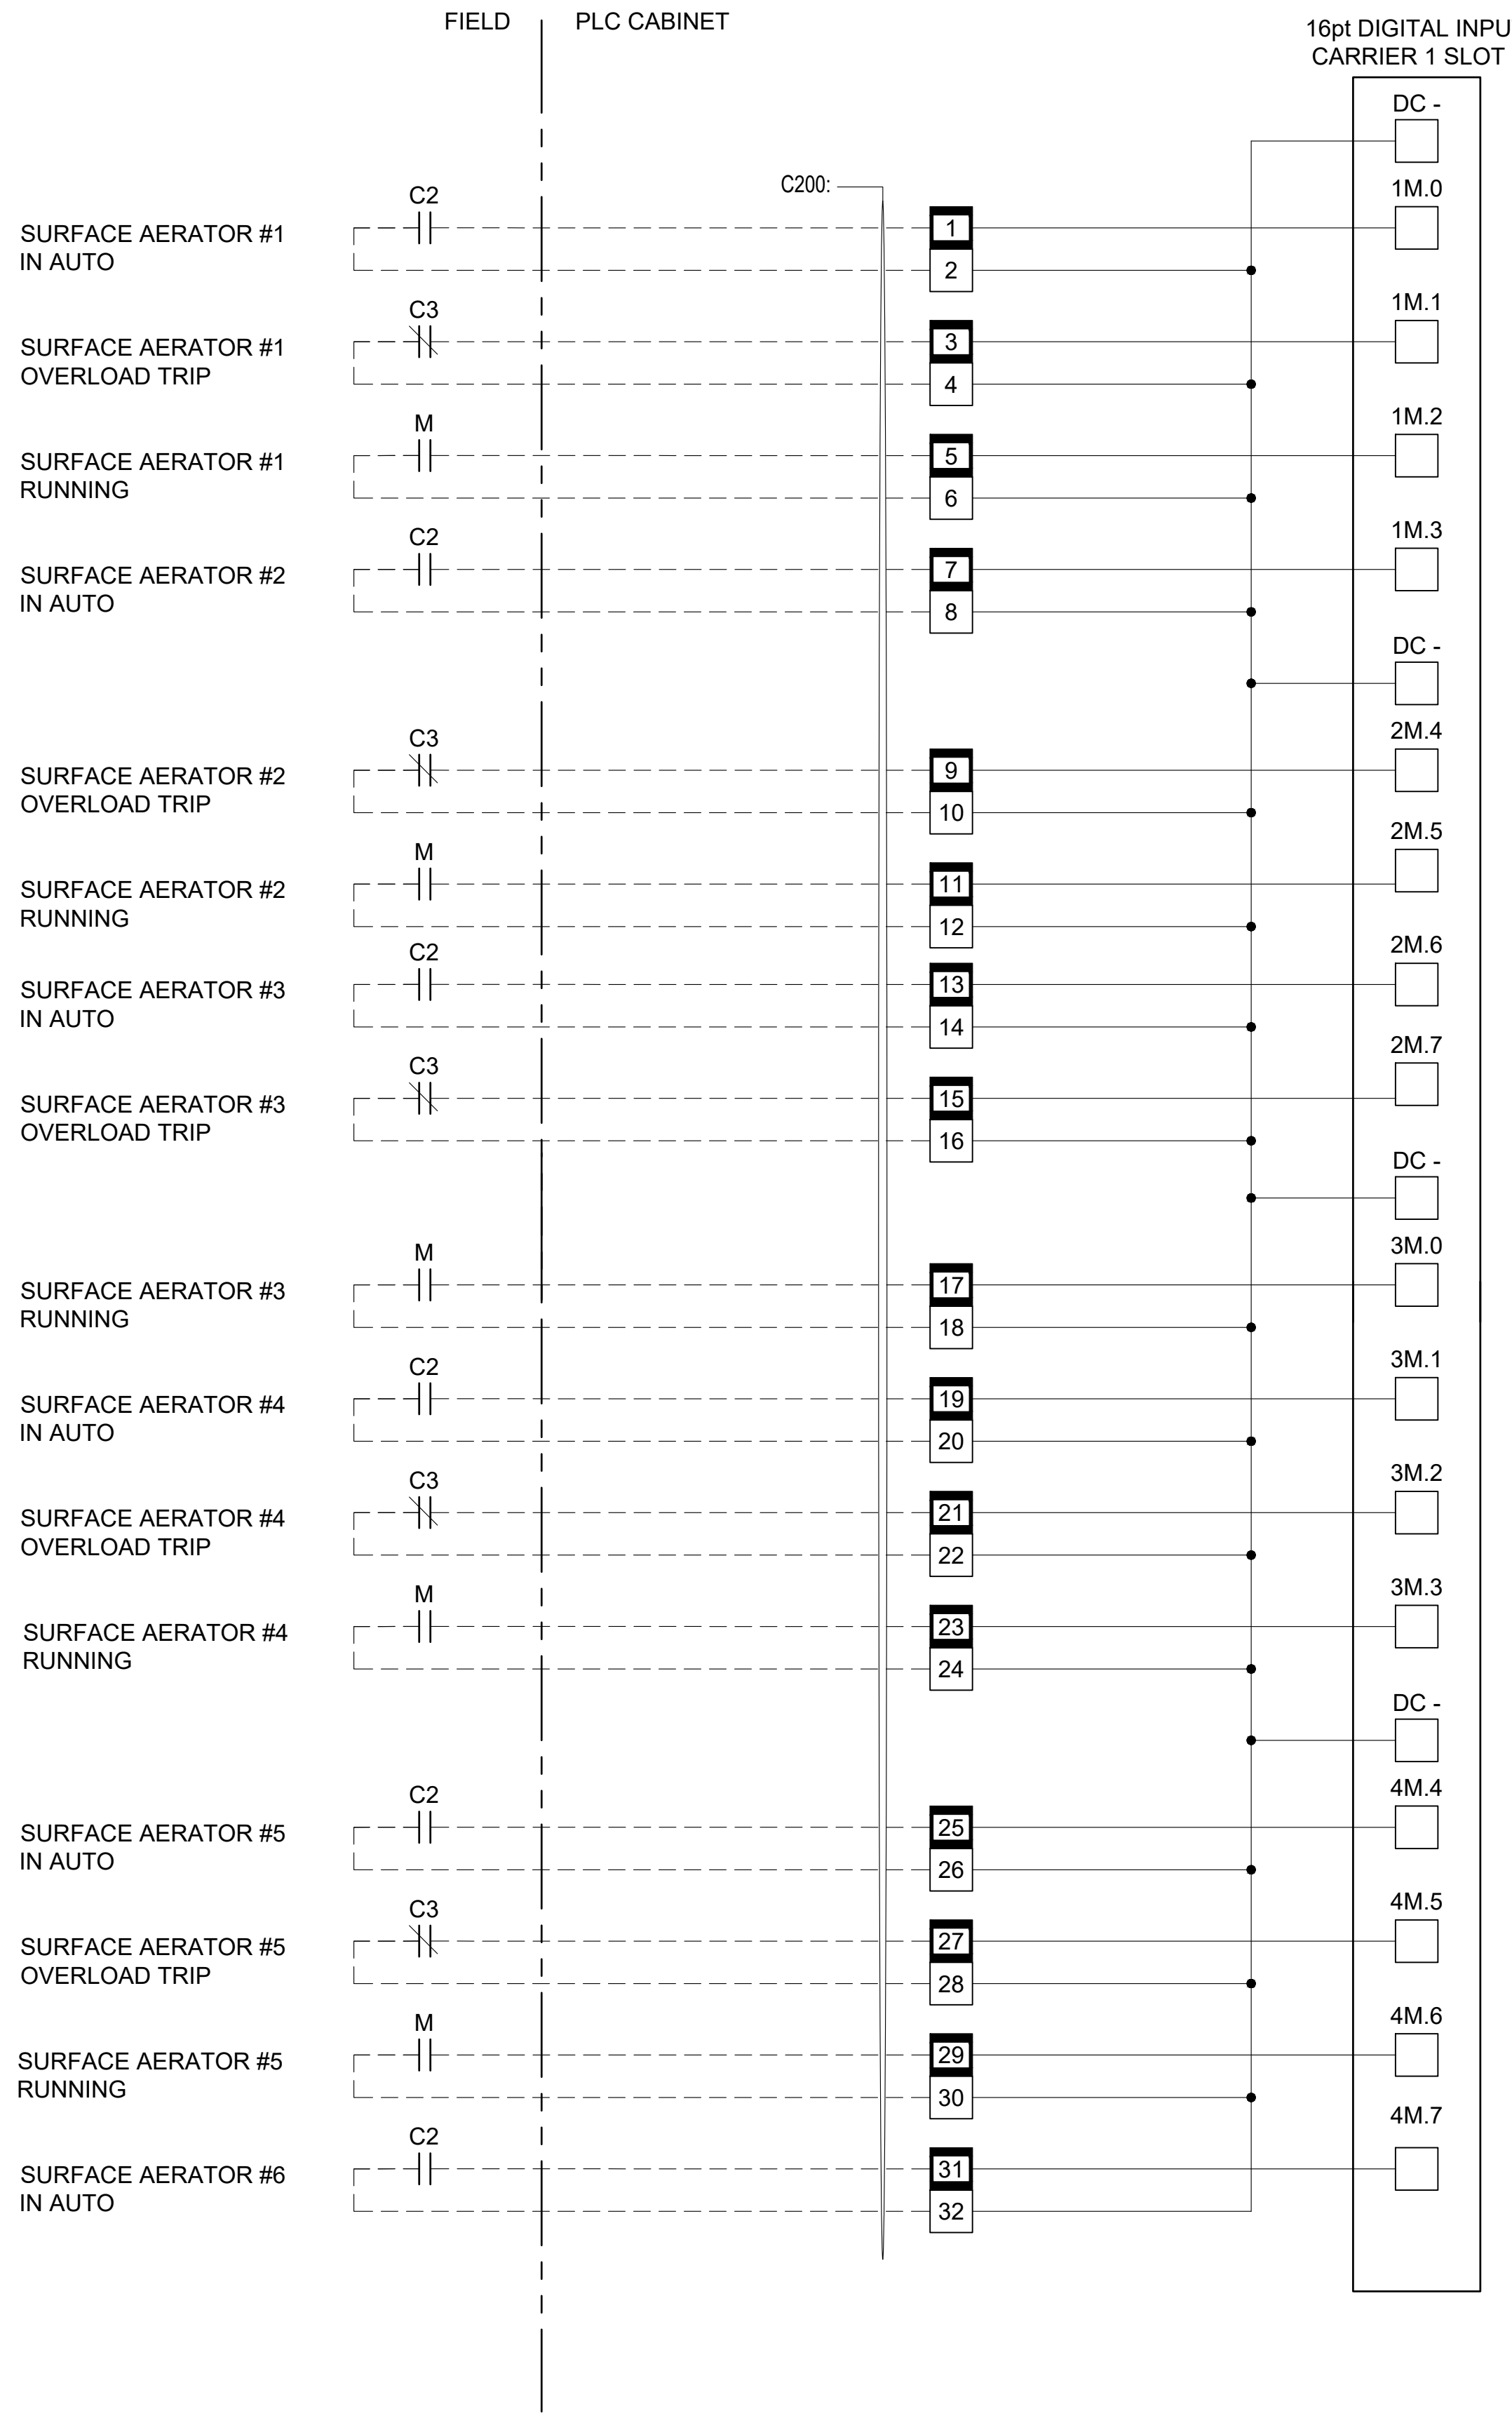 FIELD
PLC CABINET
16pt DIGITAL INPU
CARRIER 1 SLOT
DC -
C200:
C2
1M.0
SURFACE AERATOR #1
IN AUTO
1
2
C3
1M.1
SURFACE AERATOR #1
OVERLOAD TRIP
3
4
M
1M.2
SURFACE AERATOR #1
RUNNING
5
6
C2
1M.3
SURFACE AERATOR #2
IN AUTO
7
8
DC -
C3
2M.4
SURFACE AERATOR #2
OVERLOAD TRIP
9
10
M
2M.5
SURFACE AERATOR #2
RUNNING
11
12
C2
2M.6
SURFACE AERATOR #3
IN AUTO
13
14
C3
2M.7
SURFACE AERATOR #3
OVERLOAD TRIP
15
16
DC -
M
3M.0
SURFACE AERATOR #3
RUNNING
17
18
C2
3M.1
SURFACE AERATOR #4
IN AUTO
19
20
C3
3M.2
SURFACE AERATOR #4
OVERLOAD TRIP
21
22
M
3M.3
SURFACE AERATOR #4
RUNNING
23
24
DC -
C2
4M.4
SURFACE AERATOR #5
IN AUTO
25
26
C3
4M.5
SURFACE AERATOR #5
OVERLOAD TRIP
27
28
M
4M.6
SURFACE AERATOR #5
RUNNING
29
30
C2
4M.7
SURFACE AERATOR #6
IN AUTO
31
32